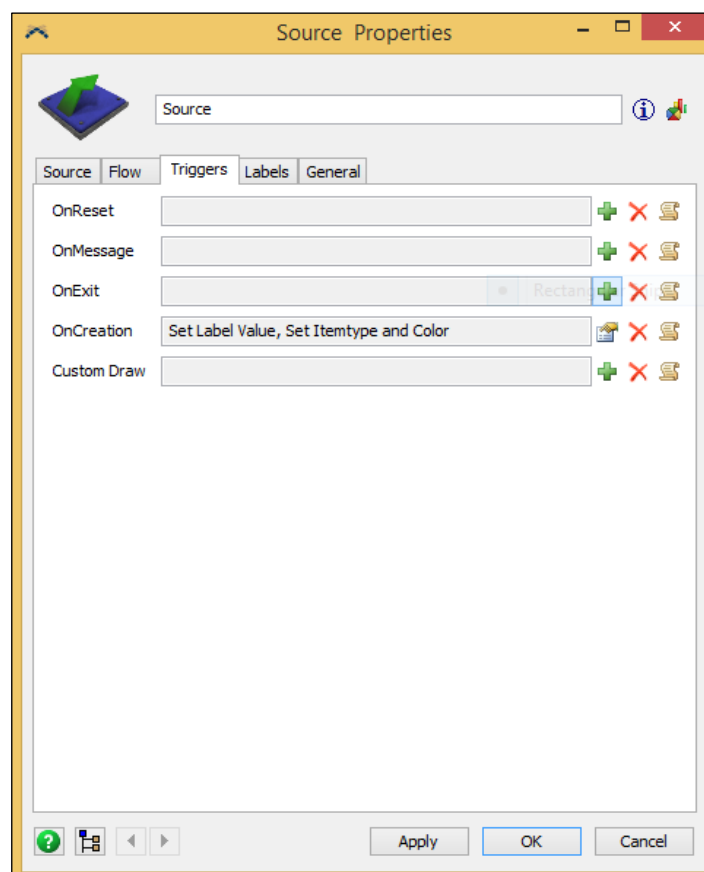 Source Properties
Source
Source Flow Triggers Labels General
OnReset
OnMessage
OnExit
OnCreation Set Label Value, Set Itemtype and Color
Custom Draw
Apply OK Cancel